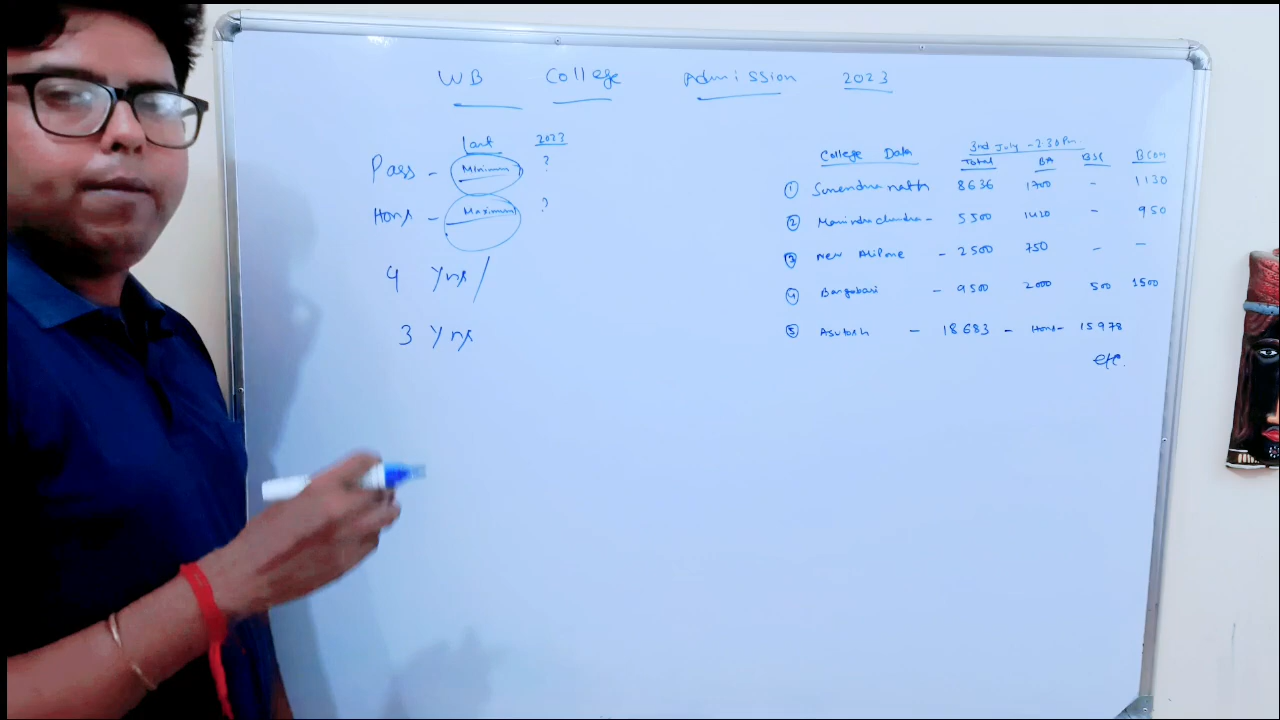 WB College Admission 2023
Last 2023
Pass - Minimum ?
Hons - Maximum ?
4 Yrs /
3 Yrs
3rd July - 2:30 Pm.
College Data Total BA BSC BCOM
① Surendra nath 8636 1700 - 1130
② Manindra chandra - 5500 1420 - 950
③ New Alipore - 2500 750 - -
④ Bangabasi - 9500 2000 500 1500
⑤ Asutosh - 18683 - Hons - 15978
etc.